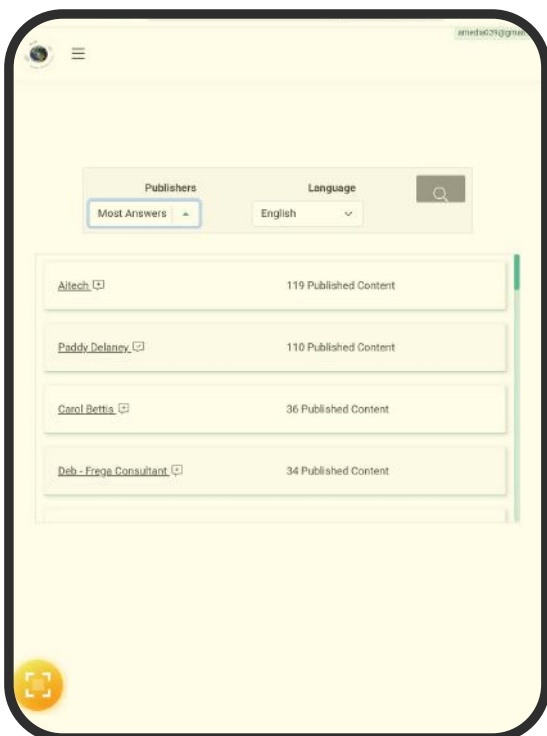 Publishers Language
Most Answers English
Aitech 119 Published Content
Paddy Delaney 110 Published Content
Carol Bettis 36 Published Content
Deb - Frega Consultant 34 Published Content